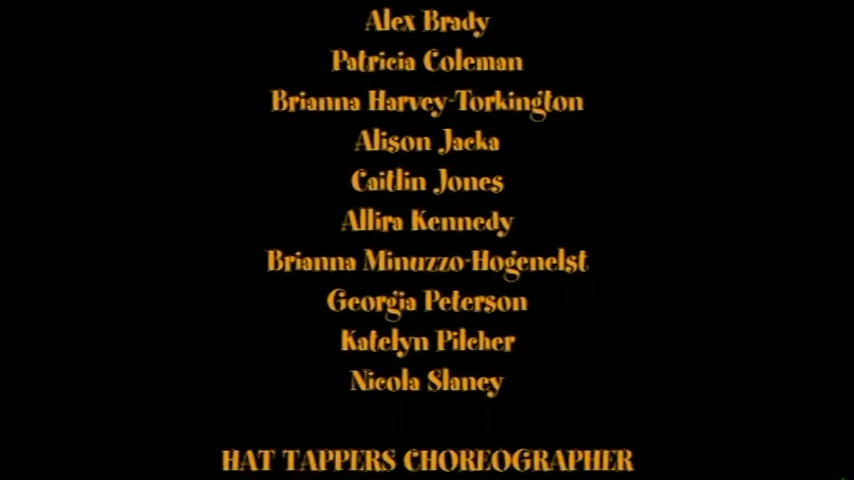 Alex Brady
Patricia Coleman
Brianna Harvey-Torkington
Alison Jacka
Caitlin Jones
Allira Kennedy
Brianna Minuzzo-Hogenelst
Georgia Peterson
Katelyn Pilcher
Nicola Slaney
HAT TAPPERS CHOREOGRAPHER